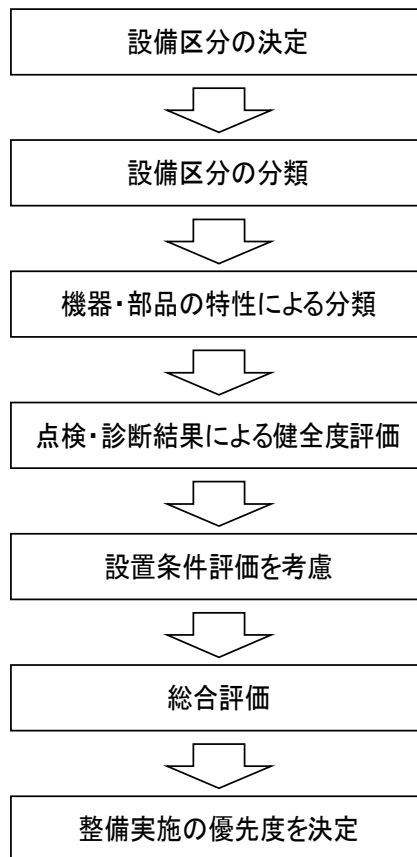 設備区分の決定
設備区分の分類
機器・部品の特性による分類
点検・診断結果による健全度評価
設置条件評価を考慮
総合評価
整備実施の優先度を決定